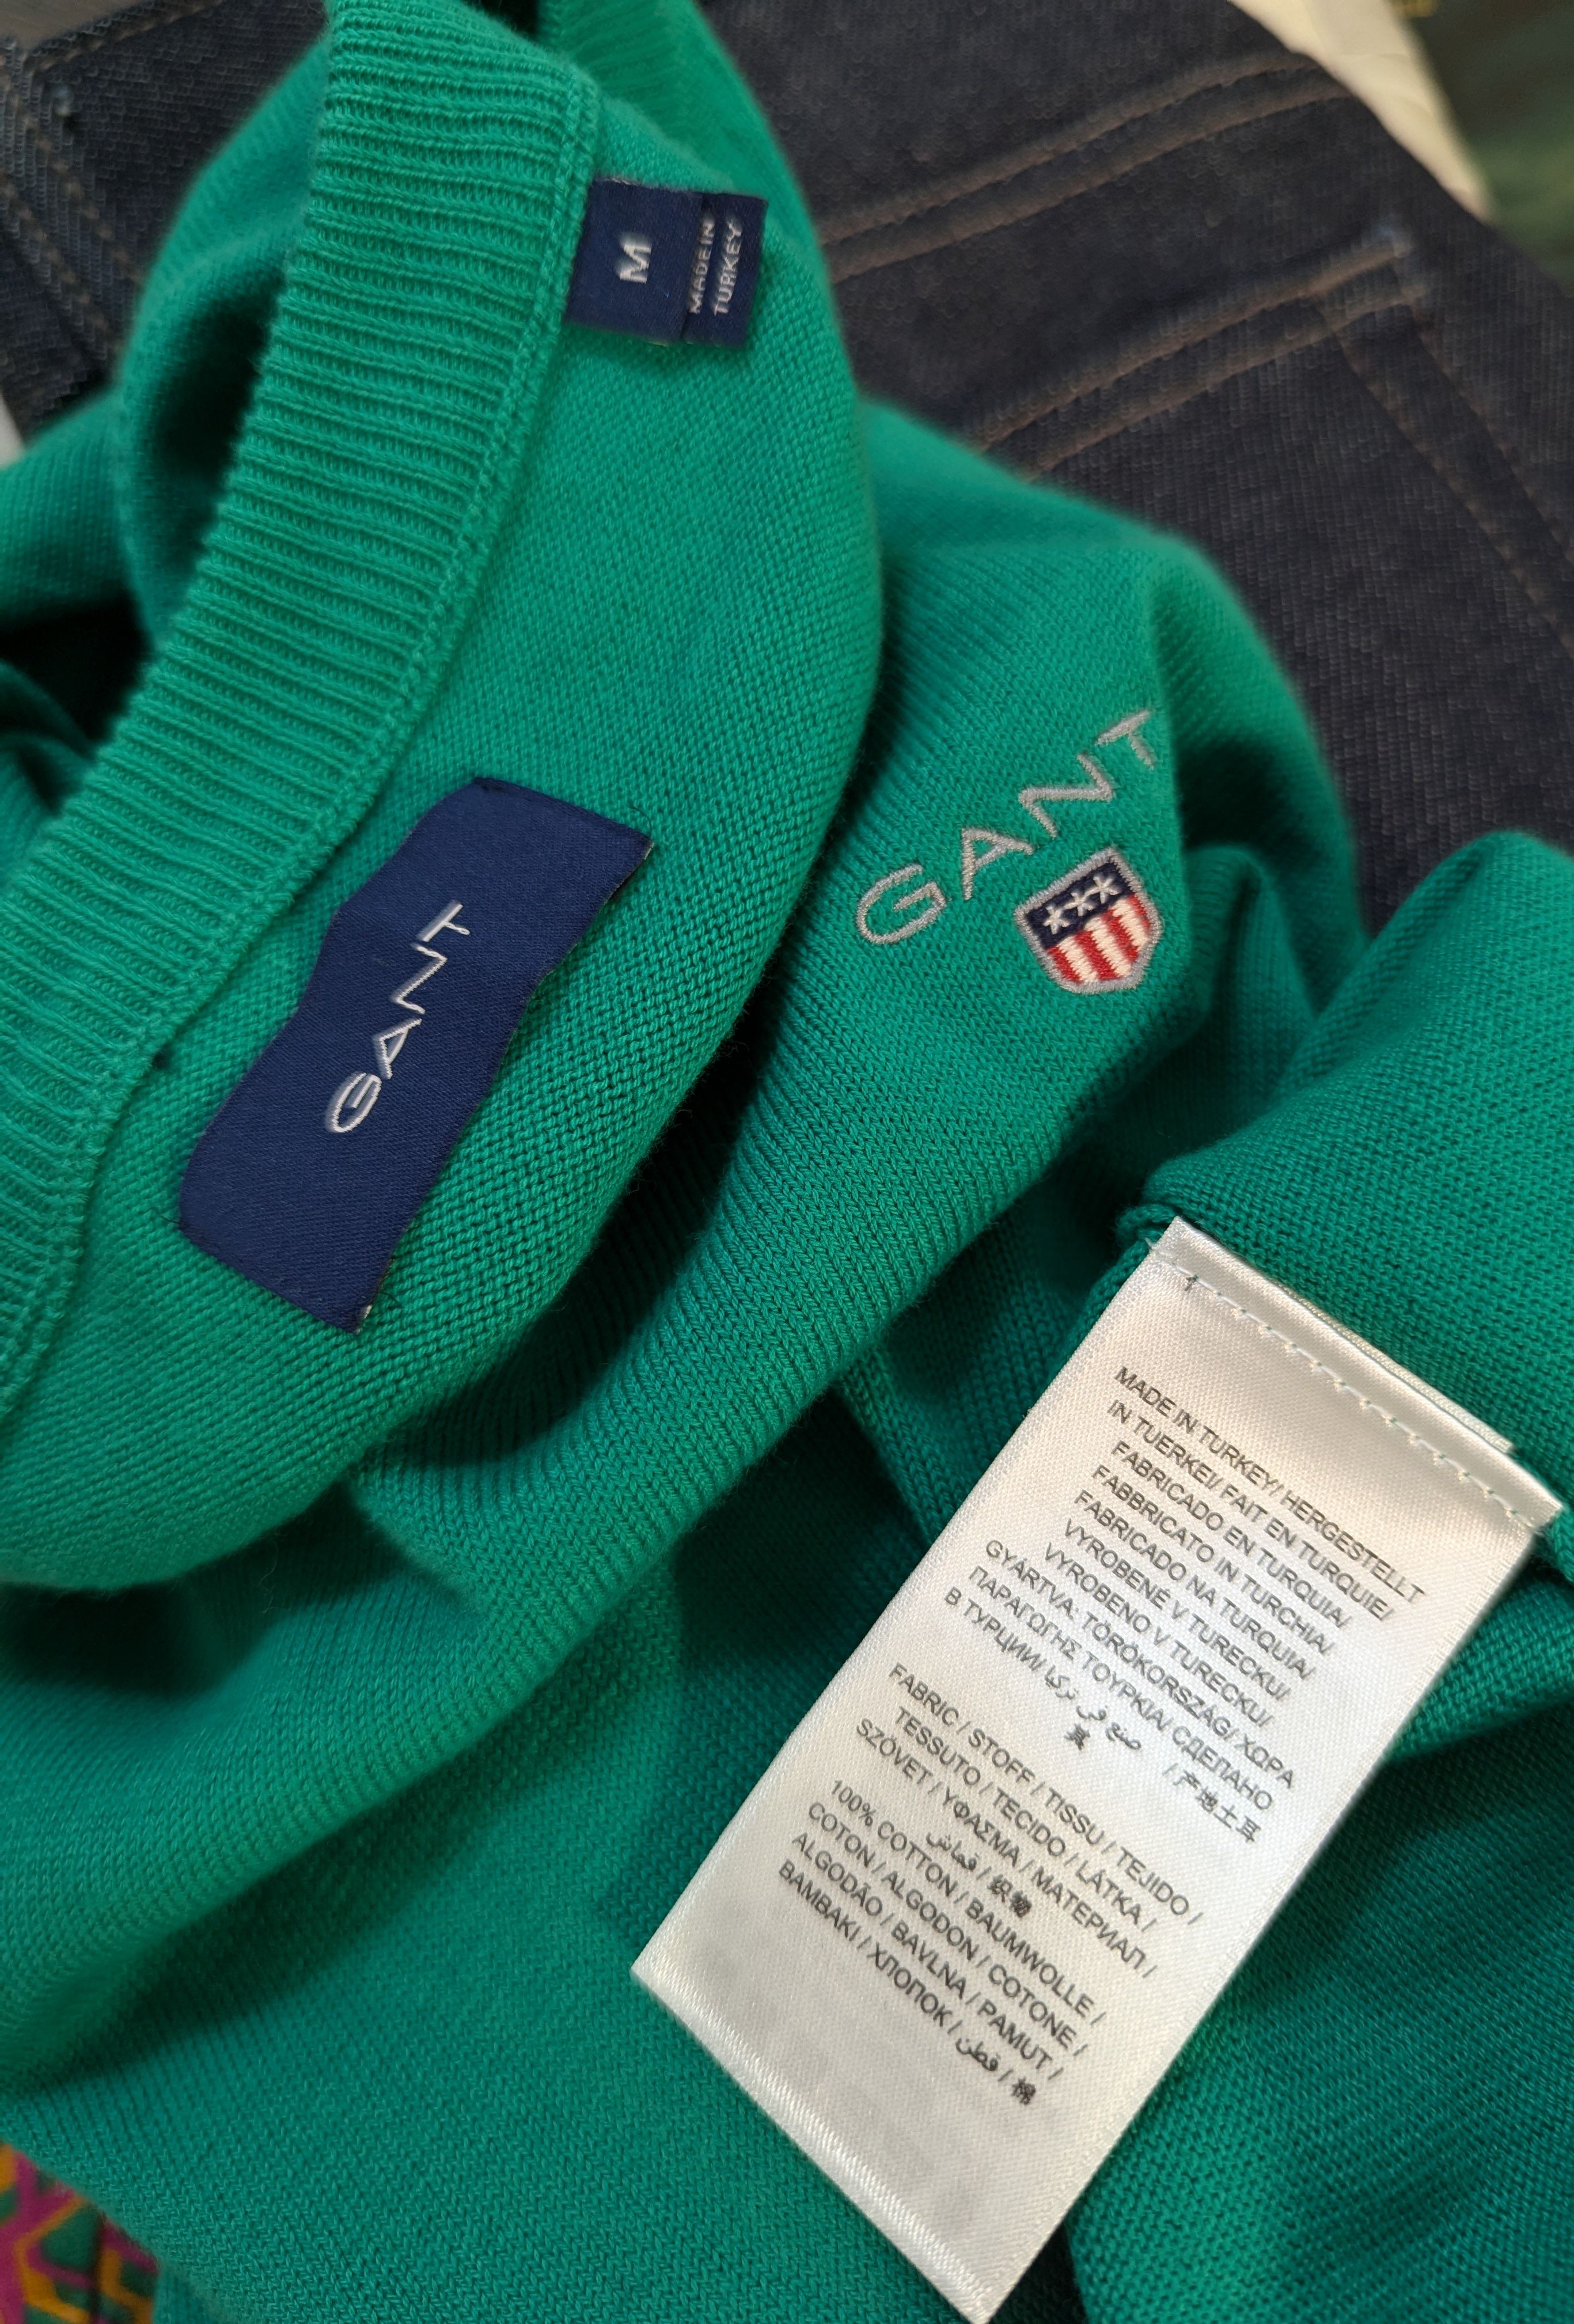 M
MADE IN
TURKEY
GANT
GANT
MADE IN TURKEY/ HERGESTELLT
IN TUERKEI/ FAIT EN TURQUIE/
FABRICADO EN TURQUIA/
FABBRICATO IN TURCHIA/
FABRICADO NA TURQUIA/
VYROBENÉ V TURECKU/
VYROBENO V TURECKU/
GYÁRTVA: TÖRÖKORSZÁG/ ΧΩΡΑ
ΠΑΡΑΓΩΓΗΣ ΤΟΥΡΚΙΑ/ СДЕЛАНО
В ТУРЦИИ/ صنع في تركيا / 产地土耳
其
FABRIC / STOFF / TISSU / TEJIDO /
TESSUTO / TECIDO / LÁTKA /
SZÖVET / ΥΦΑΣΜΑ / МАТЕРИАЛ /
قماش / 织物
100% COTTON / BAUMWOLLE /
COTON / ALGODON / COTONE /
ALGODÃO / BAVLNA / PAMUT /
BAMBAKI / ХЛОПОК / قطن / 棉